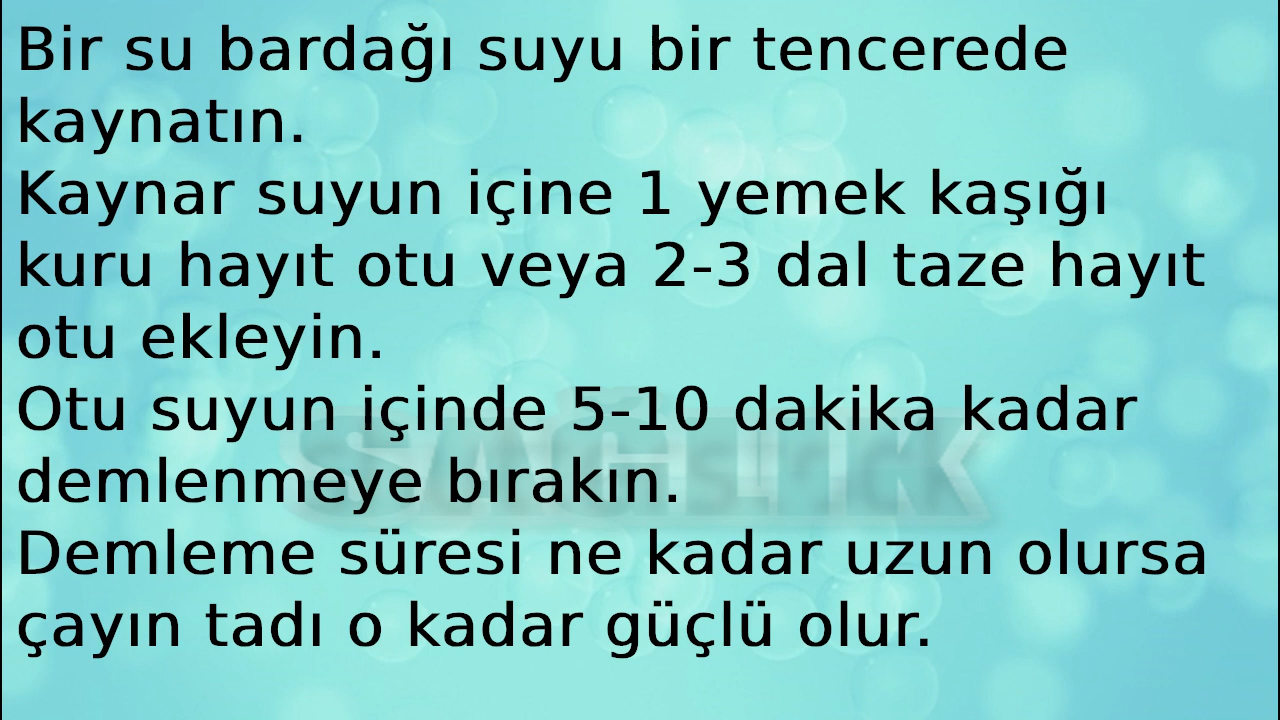 Bir su bardağı suyu bir tencerede
kaynatın.
Kaynar suyun içine 1 yemek kaşığı
kuru hayıt otu veya 2-3 dal taze hayıt
otu ekleyin.
Otu suyun içinde 5-10 dakika kadar
demlenmeye bırakın.
Demleme süresi ne kadar uzun olursa
çayın tadı o kadar güçlü olur.
SAĞLIK